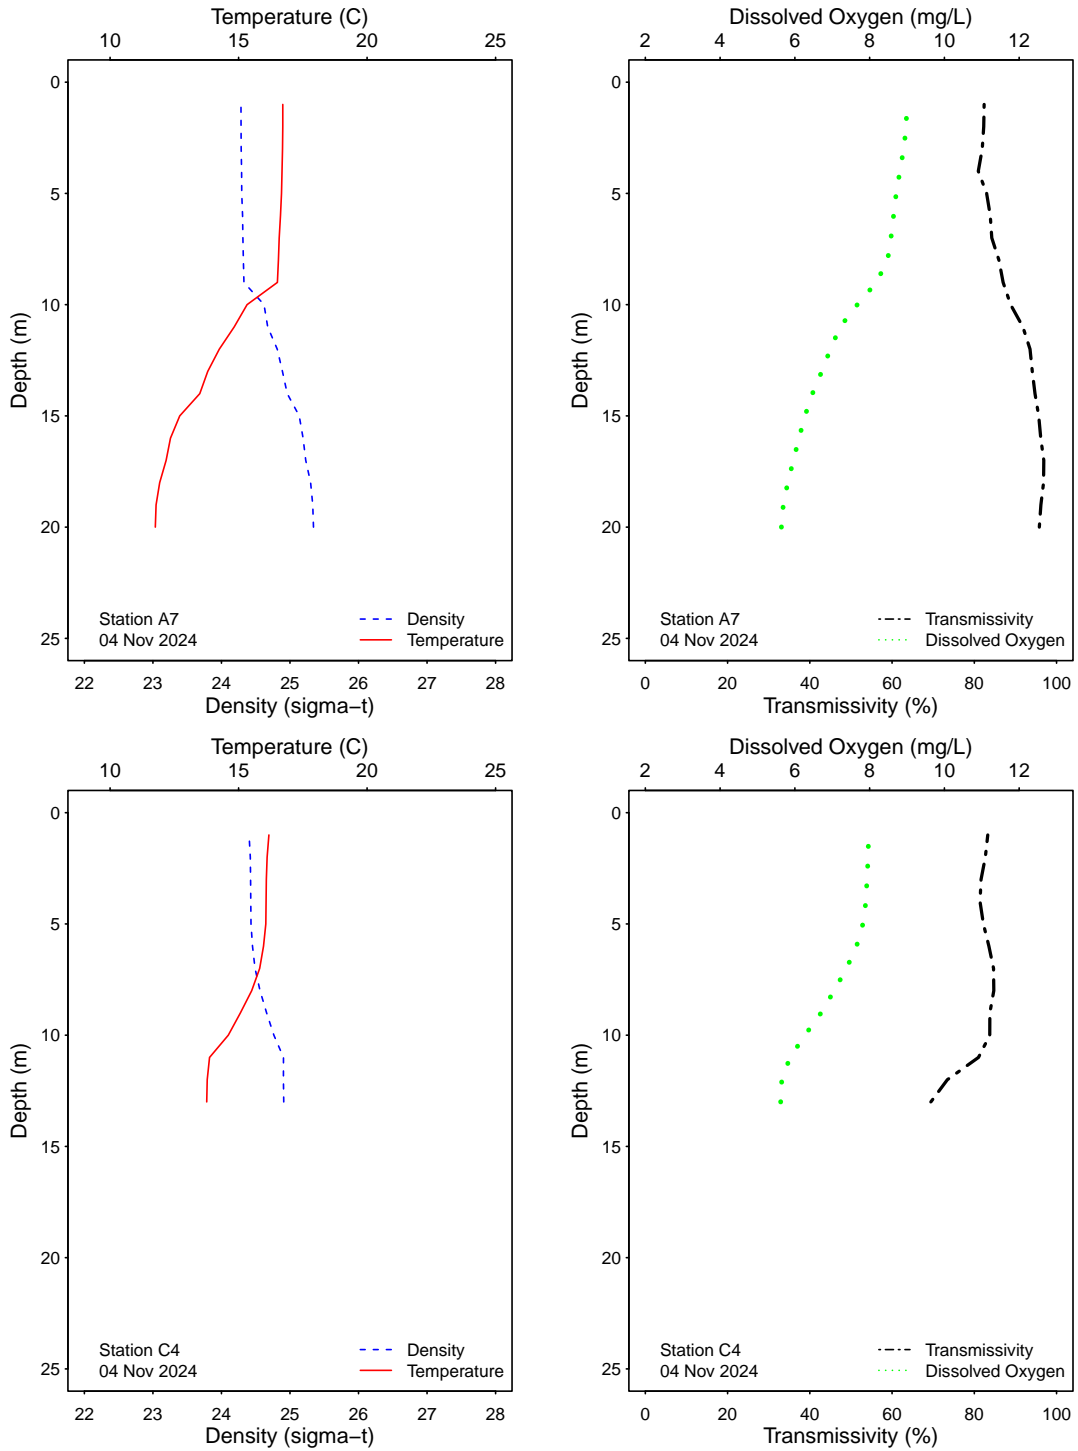 Temperature (C)
10 15 20 25
0
5
10
15
20
25
Depth (m)
Station A7
04 Nov 2024
Density
Temperature
22 23 24 25 26 27 28
Density (sigma−t)
Dissolved Oxygen (mg/L)
2 4 6 8 10 12
0
5
10
15
20
25
Depth (m)
Station A7
04 Nov 2024
Transmissivity
Dissolved Oxygen
0 20 40 60 80 100
Transmissivity (%)
Temperature (C)
10 15 20 25
0
5
10
15
20
25
Depth (m)
Station C4
04 Nov 2024
Density
Temperature
22 23 24 25 26 27 28
Density (sigma−t)
Dissolved Oxygen (mg/L)
2 4 6 8 10 12
0
5
10
15
20
25
Depth (m)
Station C4
04 Nov 2024
Transmissivity
Dissolved Oxygen
0 20 40 60 80 100
Transmissivity (%)